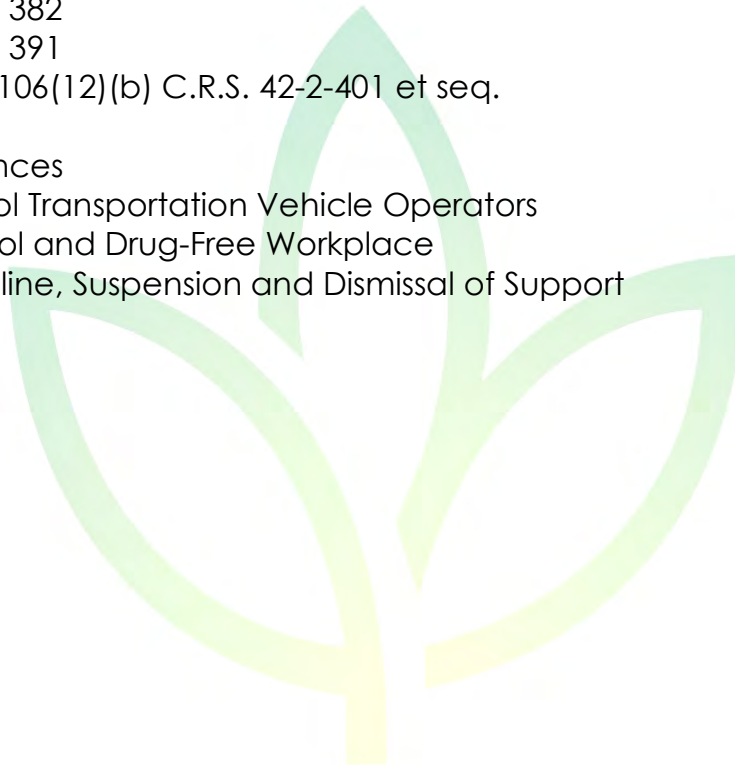 382
391
106(12)(b) C.R.S. 42-2-401 et seq.
nces
ol Transportation Vehicle Operators
ol and Drug-Free Workplace
line, Suspension and Dismissal of Support